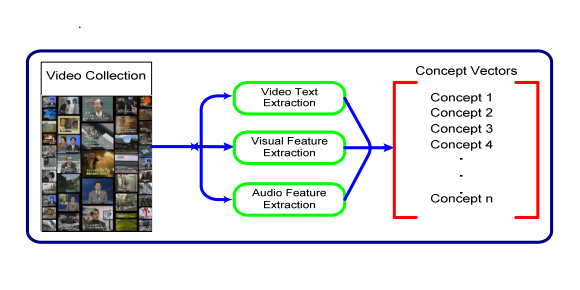 Video Collection
Video Text
Extraction
Visual Feature
Extraction
Audio Feature
Extraction
Concept Vectors
Concept 1
Concept 2
Concept 3
Concept 4
.
.
.
Concept n